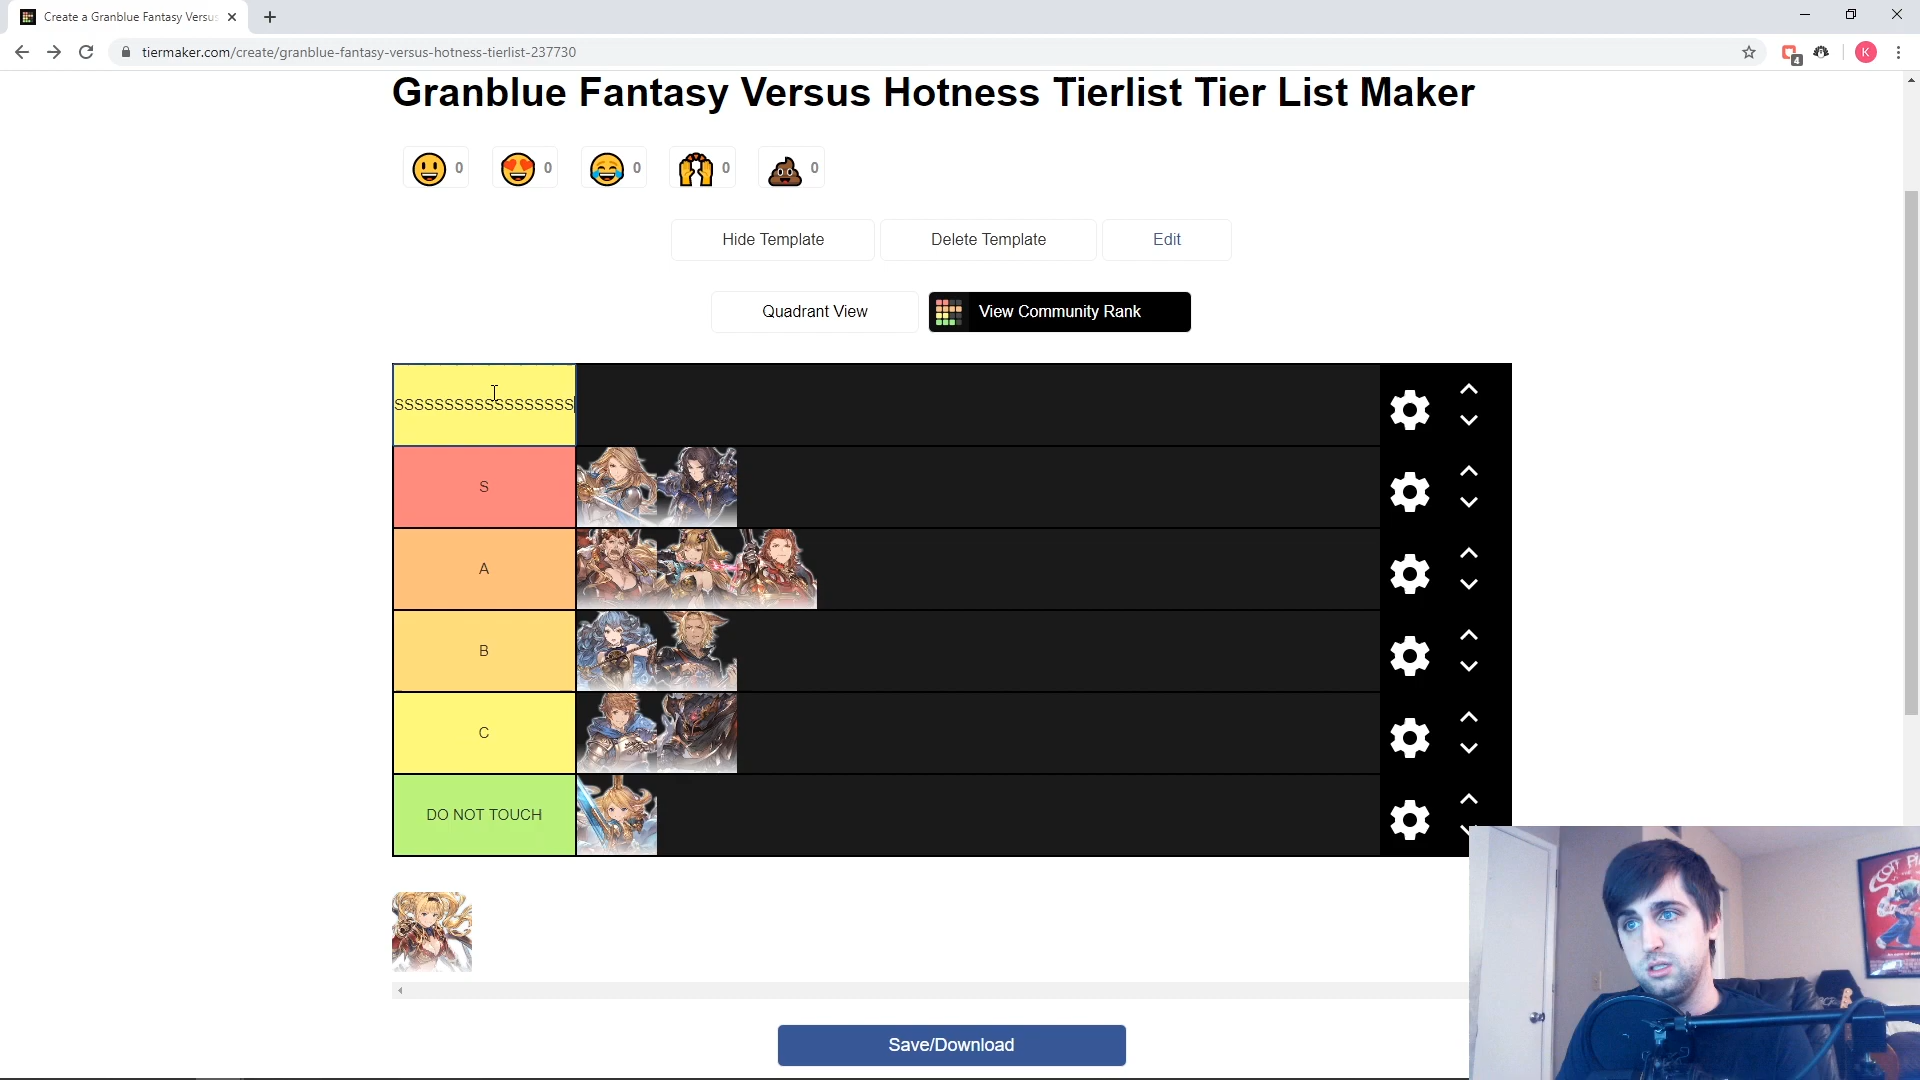 Create a Granblue Fantasy Versus
tiermaker.com/create/granblue-fantasy-versus-hotness-tierlist-237730
4
K
Granblue Fantasy Versus Hotness Tierlist Tier List Maker
0 0 0 0 0
Hide Template Delete Template Edit
Quadrant View View Community Rank
SSSSSSSSSSSSSSSSSS
S
A
B
C
DO NOT TOUCH
Save/Download